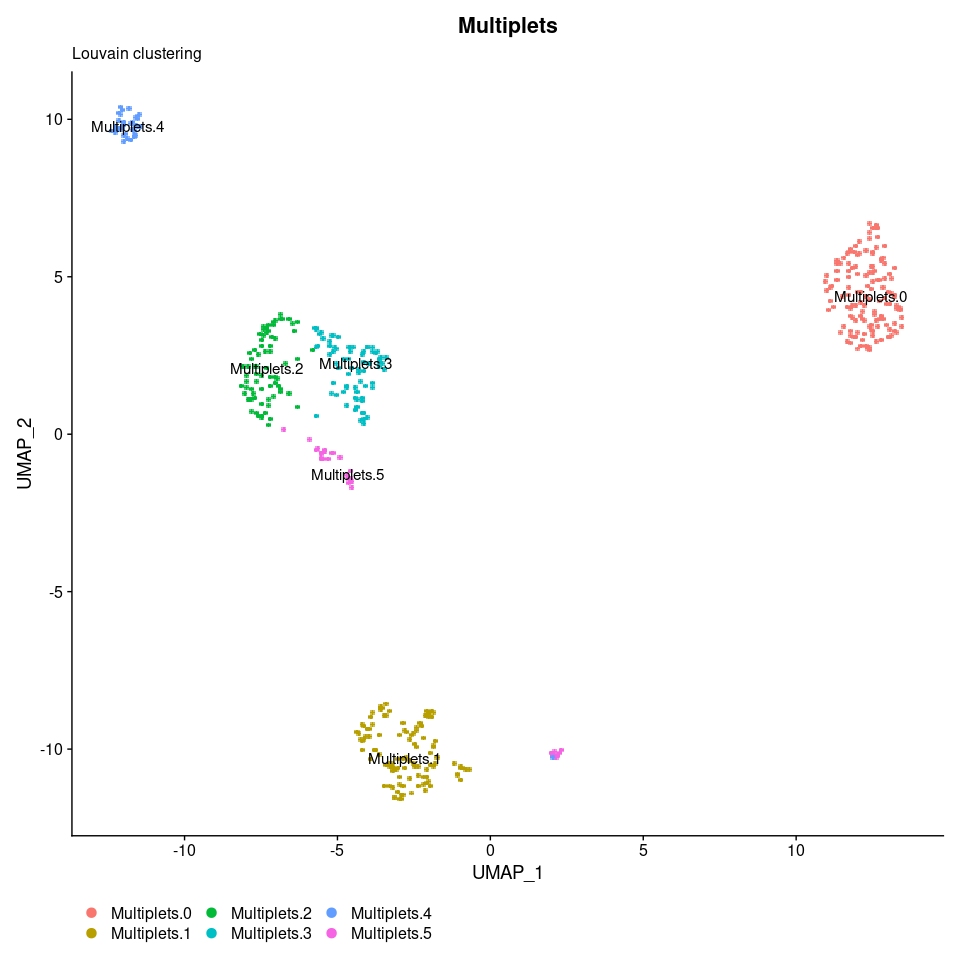 Multiplets
Louvain clustering
10
5
0
-5
-10
UMAP_2
Multiplets.4
Multiplets.0
Multiplets.3
Multiplets.2
Multiplets.5
Multiplets.1
-10 -5 0 5 10
UMAP_1
Multiplets.0 Multiplets.2 Multiplets.4
Multiplets.1 Multiplets.3 Multiplets.5